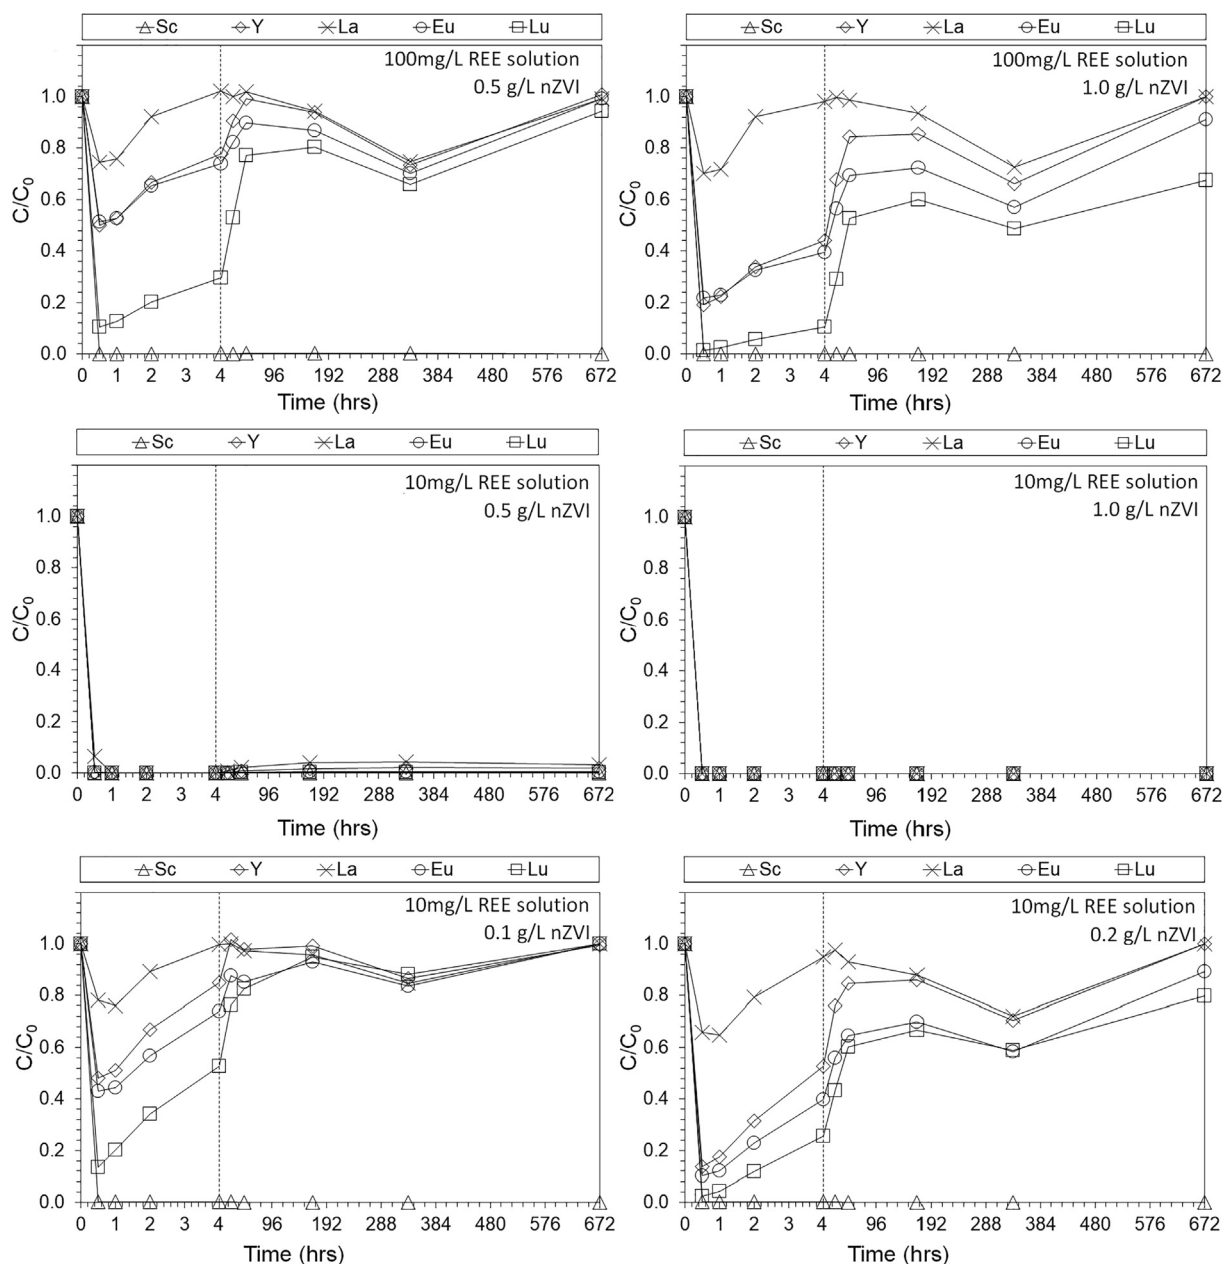 Sc Y La Eu Lu
100mg/L REE solution
0.5 g/L nZVI
1.0
0.8
0.6
0.4
0.2
0.0
C/C0
0 1 2 3 4 96 192 288 384 480 576 672
Time (hrs)
Sc Y La Eu Lu
100mg/L REE solution
1.0 g/L nZVI
1.0
0.8
0.6
0.4
0.2
0.0
C/C0
0 1 2 3 4 96 192 288 384 480 576 672
Time (hrs)
Sc Y La Eu Lu
10mg/L REE solution
0.5 g/L nZVI
1.0
0.8
0.6
0.4
0.2
0.0
C/C0
0 1 2 3 4 96 192 288 384 480 576 672
Time (hrs)
Sc Y La Eu Lu
10mg/L REE solution
1.0 g/L nZVI
1.0
0.8
0.6
0.4
0.2
0.0
C/C0
0 1 2 3 4 96 192 288 384 480 576 672
Time (hrs)
Sc Y La Eu Lu
10mg/L REE solution
0.1 g/L nZVI
1.0
0.8
0.6
0.4
0.2
0.0
C/C0
0 1 2 3 4 96 192 288 384 480 576 672
Time (hrs)
Sc Y La Eu Lu
10mg/L REE solution
0.2 g/L nZVI
1.0
0.8
0.6
0.4
0.2
0.0
C/C0
0 1 2 3 4 96 192 288 384 480 576 672
Time (hrs)